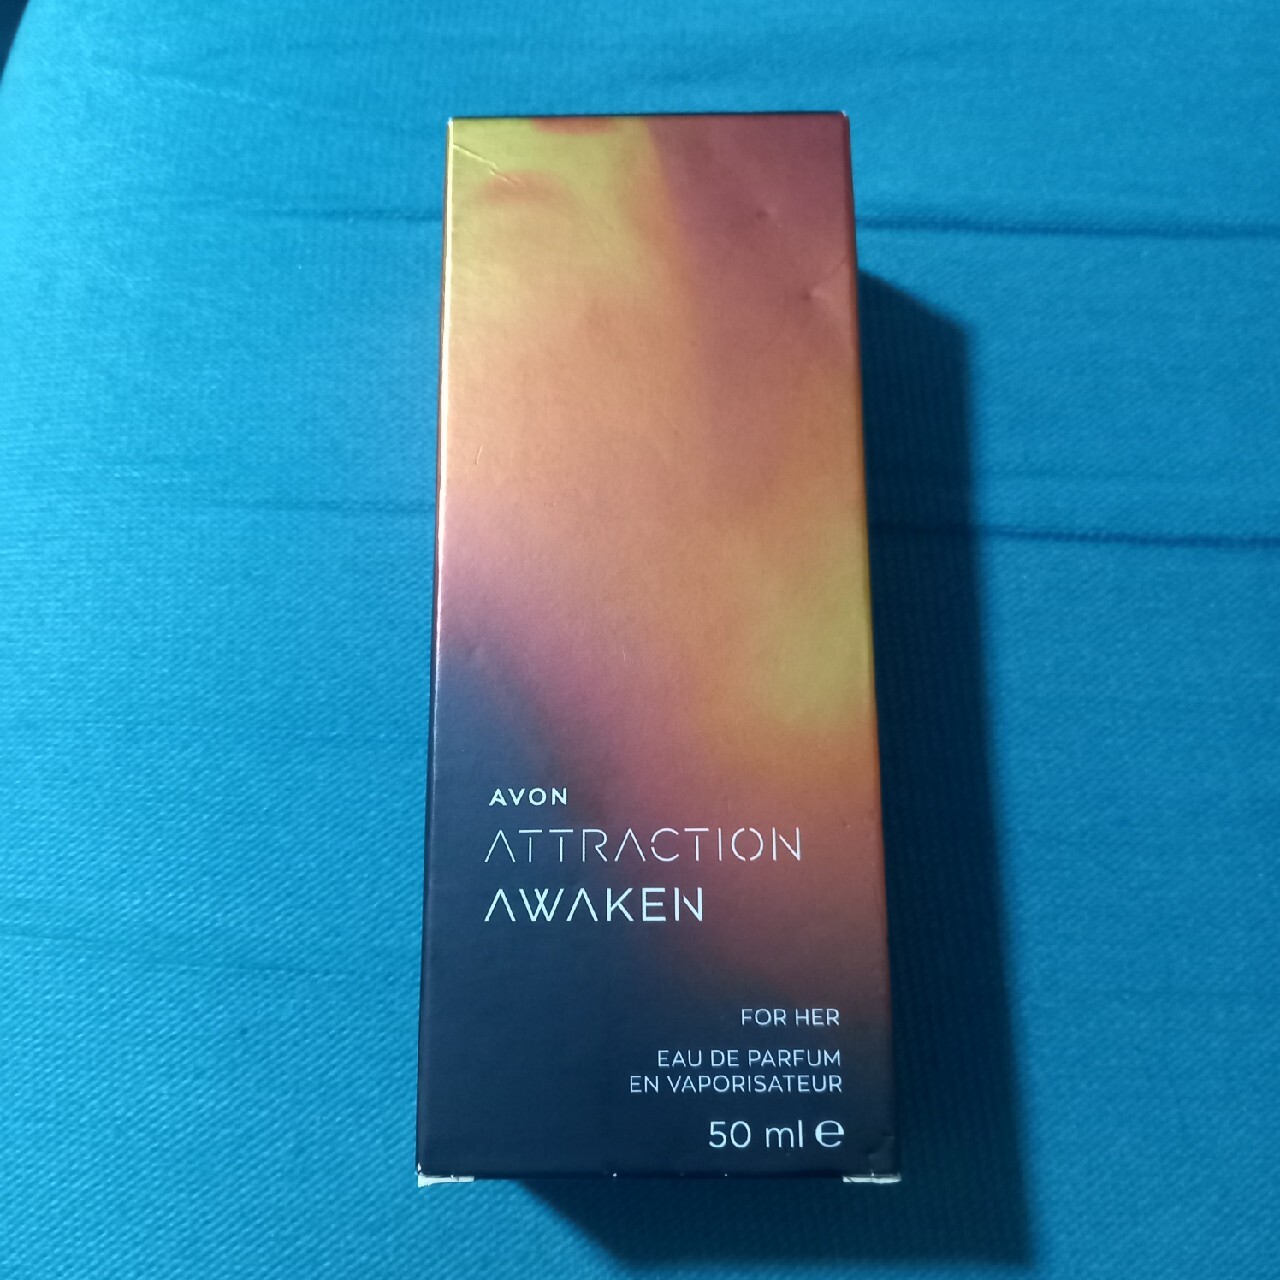 AVON
ATTRACTION
AWAKEN
FOR HER
EAU DE PARFUM
EN VAPORISATEUR
50 ml ℮